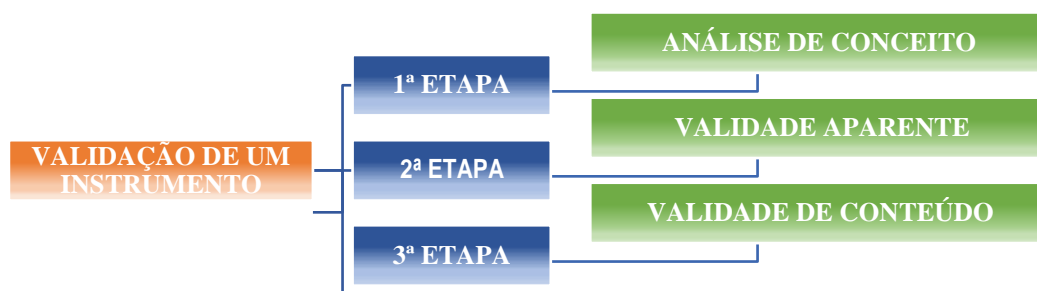 VALIDAÇÃO DE UM
INSTRUMENTO
1ª ETAPA
ANÁLISE DE CONCEITO
2ª ETAPA
VALIDADE APARENTE
3ª ETAPA
VALIDADE DE CONTEÚDO